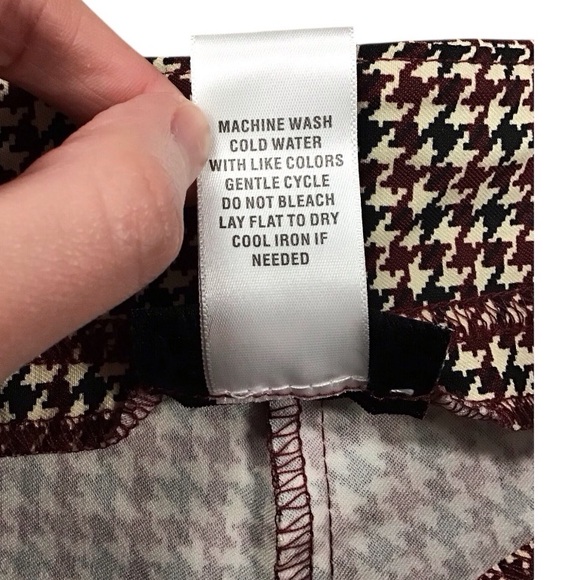 MACHINE WASH
COLD WATER
WITH LIKE COLORS
GENTLE CYCLE
DO NOT BLEACH
LAY FLAT TO DRY
COOL IRON IF
NEEDED